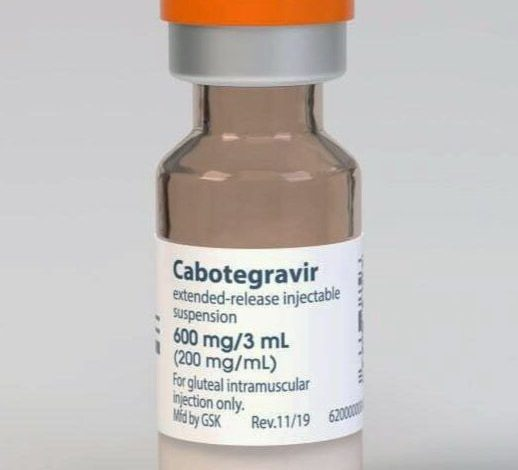 Cabotegravir
extended-release injectable
suspension
600 mg/3 mL
(200 mg/mL)
For gluteal intramuscular
injection only.
Mfd by GSK Rev.11/19